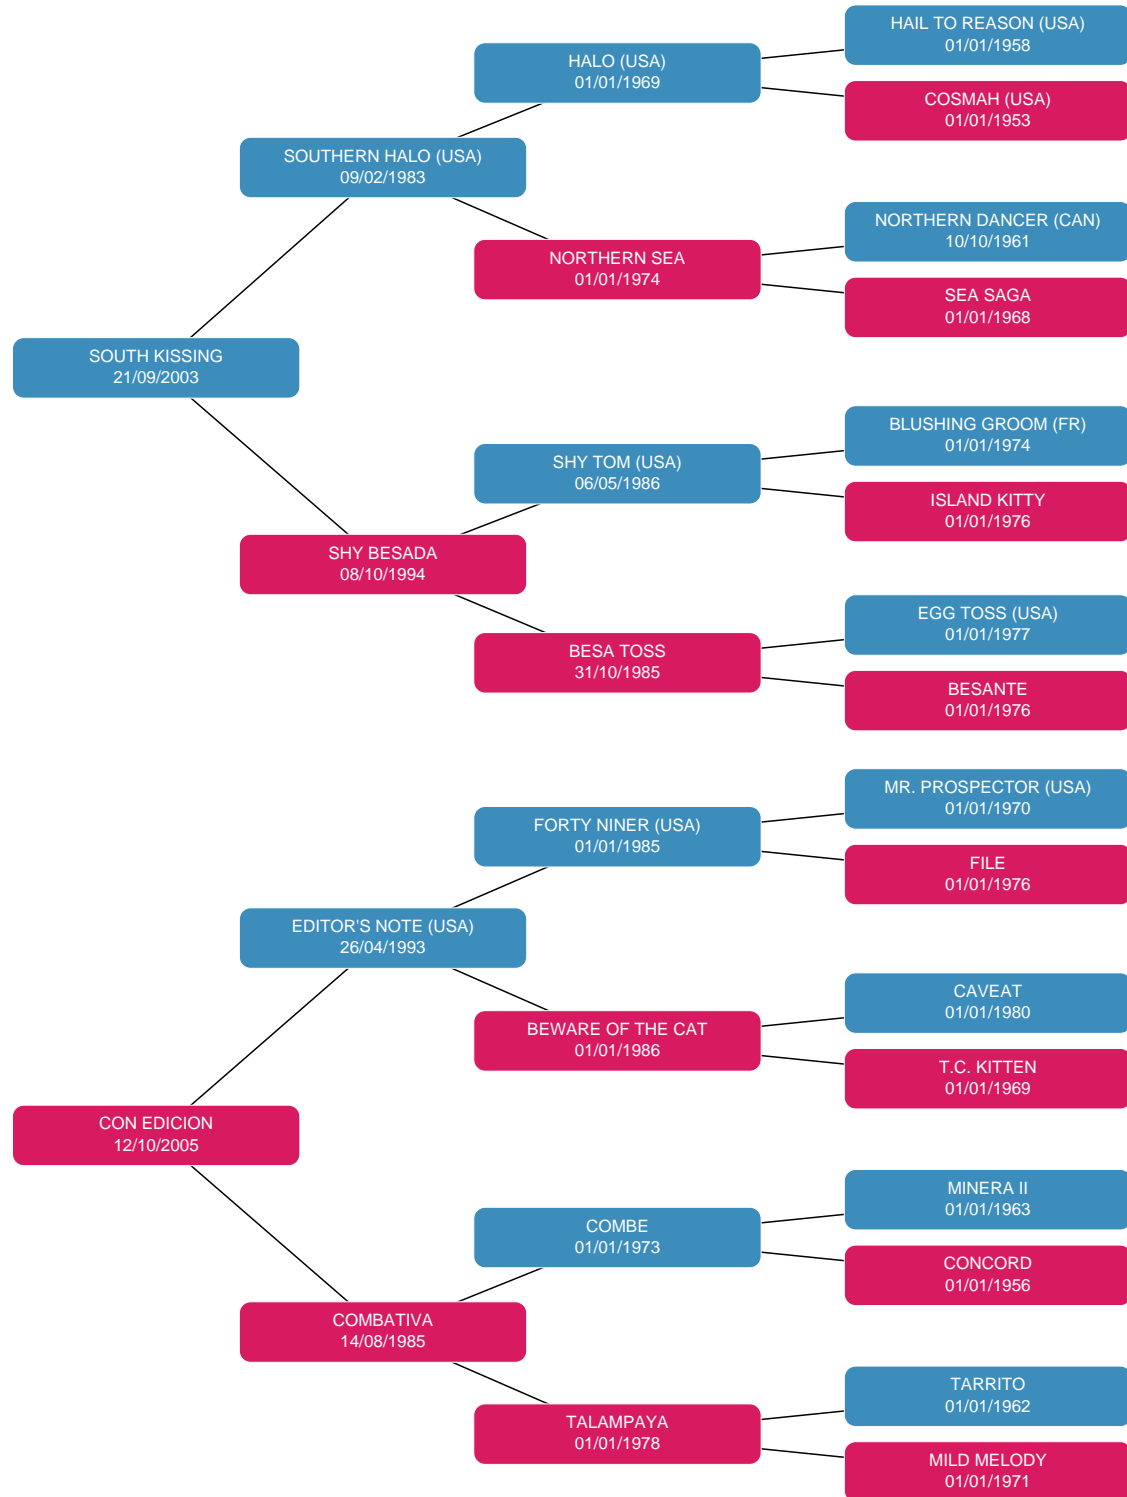 HAIL TO REASON (USA)
01/01/1958
HALO (USA)
01/01/1969
COSMAH (USA)
01/01/1953
SOUTHERN HALO (USA)
09/02/1983
NORTHERN DANCER (CAN)
10/10/1961
NORTHERN SEA
01/01/1974
SEA SAGA
01/01/1968
SOUTH KISSING
21/09/2003
BLUSHING GROOM (FR)
01/01/1974
SHY TOM (USA)
06/05/1986
ISLAND KITTY
01/01/1976
SHY BESADA
08/10/1994
EGG TOSS (USA)
01/01/1977
BESA TOSS
31/10/1985
BESANTE
01/01/1976
MR. PROSPECTOR (USA)
01/01/1970
FORTY NINER (USA)
01/01/1985
FILE
01/01/1976
EDITOR'S NOTE (USA)
26/04/1993
CAVEAT
01/01/1980
BEWARE OF THE CAT
01/01/1986
T.C. KITTEN
01/01/1969
CON EDICION
12/10/2005
MINERA II
01/01/1963
COMBE
01/01/1973
CONCORD
01/01/1956
COMBATIVA
14/08/1985
TARRITO
01/01/1962
TALAMPAYA
01/01/1978
MILD MELODY
01/01/1971